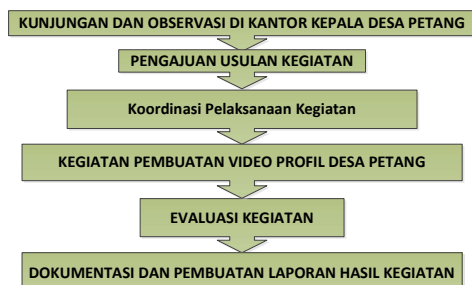 KUNJUNGAN DAN OBSERVASI DI KANTOR KEPALA DESA PETANG
PENGAJUAN USULAN KEGIATAN
Koordinasi Pelaksanaan Kegiatan
KEGIATAN PEMBUATAN VIDEO PROFIL DESA PETANG
EVALUASI KEGIATAN
DOKUMENTASI DAN PEMBUATAN LAPORAN HASIL KEGIATAN